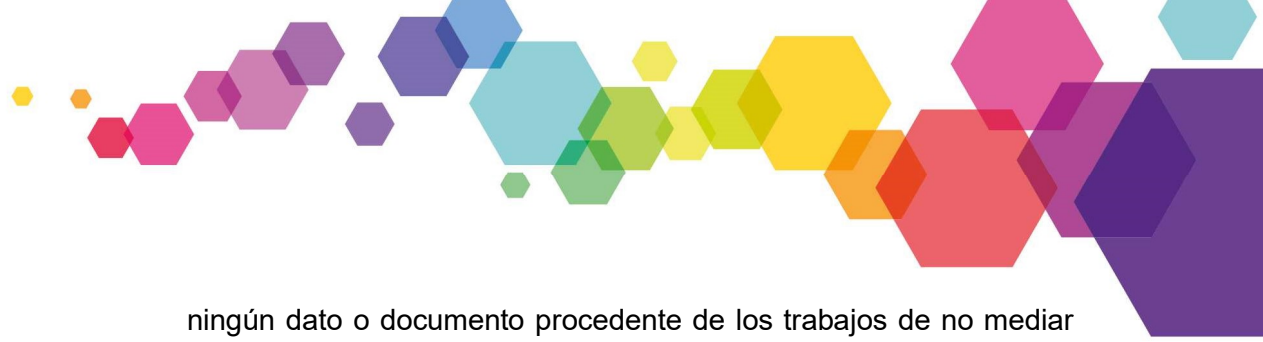 ningún dato o documento procedente de los trabajos de no mediar